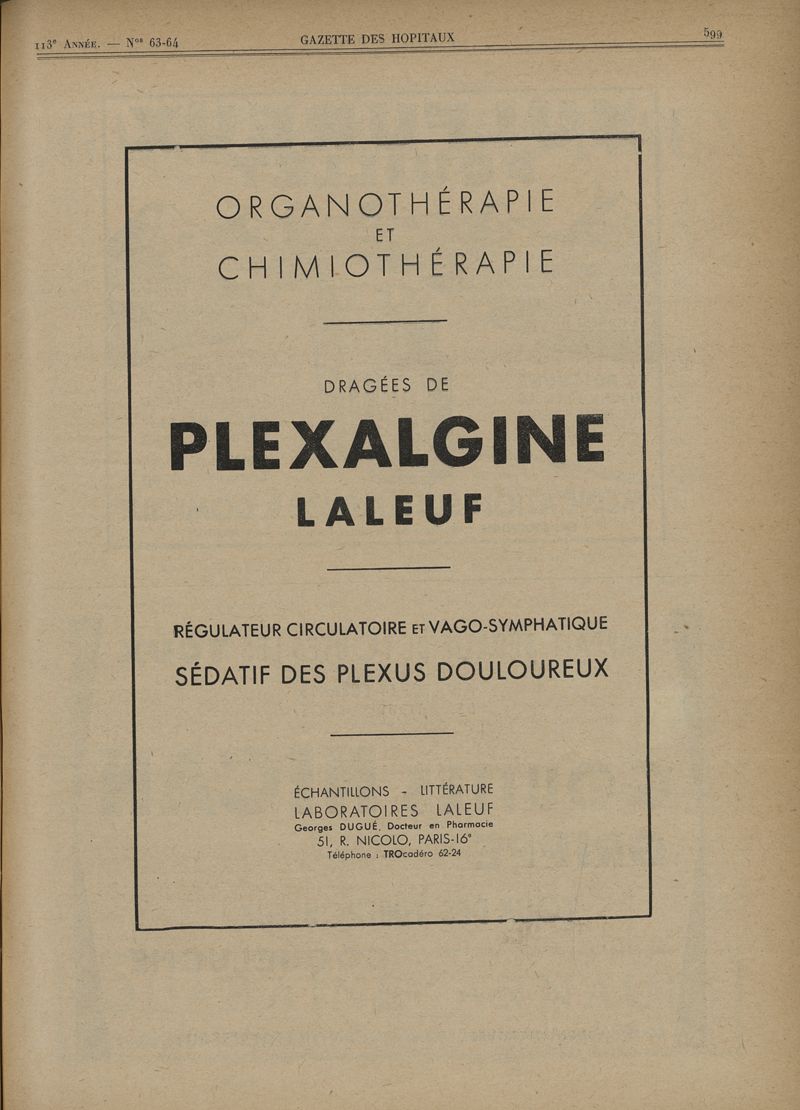 113e ANNÉE. — Nos 63-64
GAZETTE DES HOPITAUX
599
ORGANOTHÉRAPIE
ET
CHIMIOTHÉRAPIE
DRAGÉES DE
PLEXALGINE
LALEUF
RÉGULATEUR CIRCULATOIRE ET VAGO-SYMPHATIQUE
SÉDATIF DES PLEXUS DOULOUREUX
ÉCHANTILLONS - LITTÉRATURE
LABORATOIRES LALEUF
Georges DUGUÉ, Docteur en Pharmacie
51, R. NICOLO, PARIS-16e
Téléphone : TROcadéro 62-24